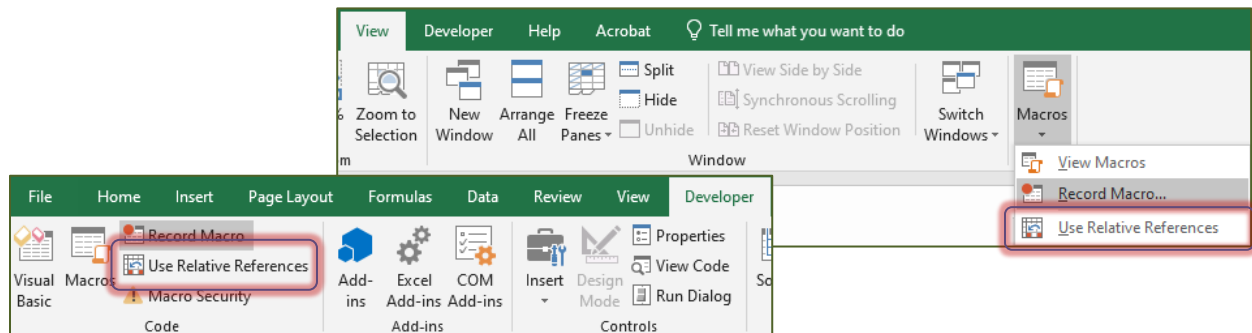 View Developer Help Acrobat Tell me what you want to do
% Zoom to Selection
New Window
Arrange All
Freeze Panes
Split
Hide
Unhide
View Side by Side
Synchronous Scrolling
Reset Window Position
Switch Windows
Macros
m
Window
View Macros
Record Macro...
Use Relative References
File Home Insert Page Layout Formulas Data Review View Developer
Visual Basic
Macros
Record Macro
Use Relative References
Macro Security
Code
Add-ins
Excel Add-ins
COM Add-ins
Add-ins
Insert
Design Mode
Properties
View Code
Run Dialog
Controls
So